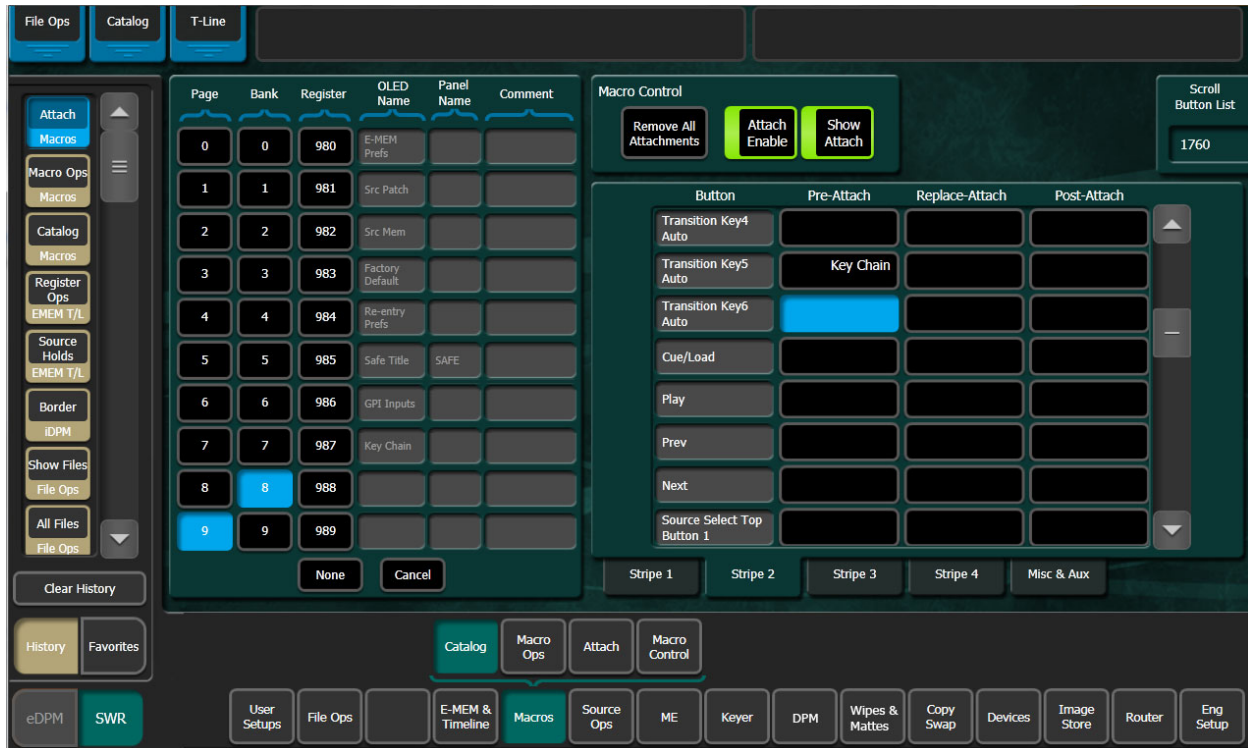 File Ops
Catalog
T-Line
Attach
Macros
Macro Ops
Macros
Catalog
Macros
Register
Ops
EMEM T/L
Source
Holds
EMEM T/L
Border
iDPM
Show Files
File Ops
All Files
File Ops
Clear History
History
Favorites
eDPM
SWR
Page Bank Register OLED Name Panel Name Comment
0 0 980 E-MEM Prefs
1 1 981 Src Patch
2 2 982 Src Mem
3 3 983 Factory Default
4 4 984 Re-entry Prefs
5 5 985 Safe Title SAFE
6 6 986 GPI Inputs
7 7 987 Key Chain
8 8 988
9 9 989
None Cancel
Macro Control
Remove All
Attachments
Attach
Enable
Show
Attach
Scroll
Button List
1760
Button Pre-Attach Replace-Attach Post-Attach
Transition Key4
Auto
Transition Key5
Auto
Key Chain
Transition Key6
Auto
Cue/Load
Play
Prev
Next
Source Select Top
Button 1
Stripe 1 Stripe 2 Stripe 3 Stripe 4 Misc & Aux
Catalog
Macro
Ops
Attach
Macro
Control
User
Setups
File Ops
E-MEM &
Timeline
Macros
Source
Ops
ME
Keyer
DPM
Wipes &
Mattes
Copy
Swap
Devices
Image
Store
Router
Eng
Setup